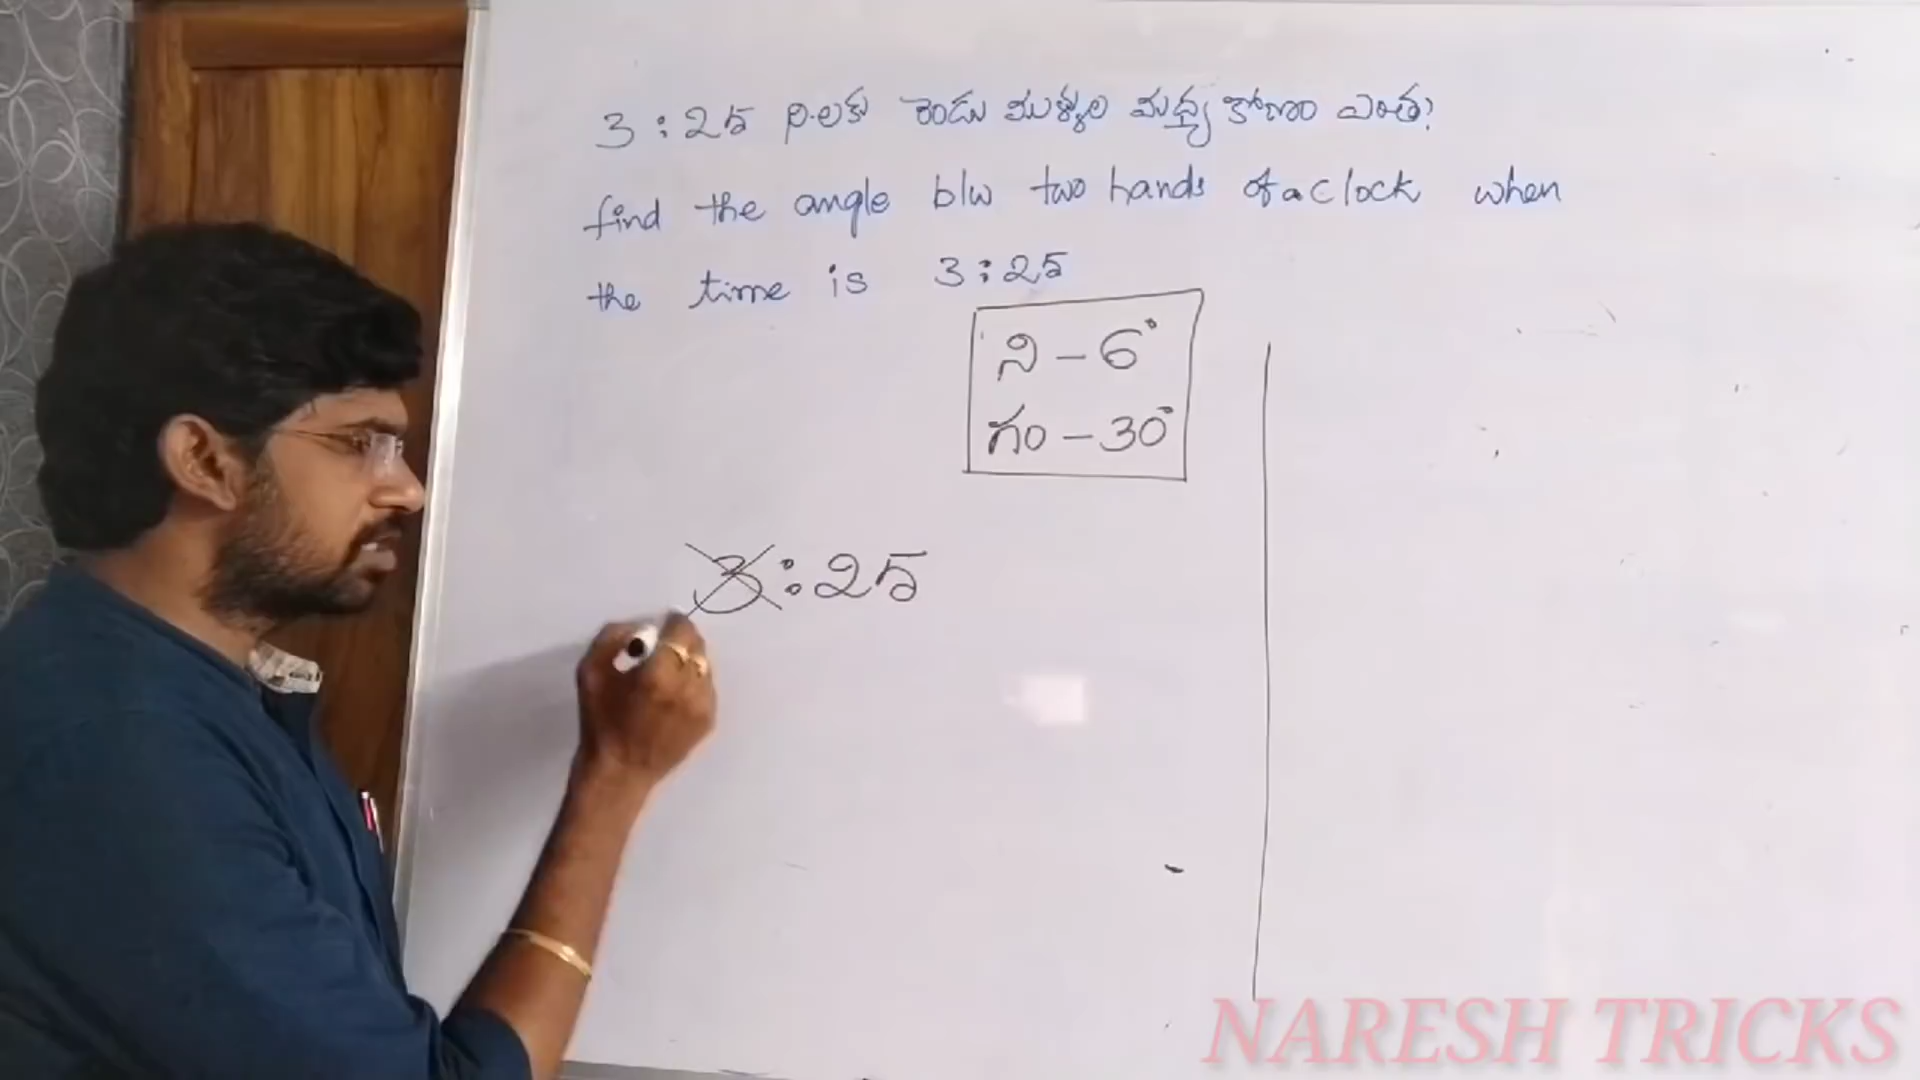 3 : 25 ని.లకు రెండు ముళ్ళుల మధ్య కోణం ఎంత?
find the angle b/w two hands of a clock when
the time is 3 : 25
ని - 6°
గం - 30°
3 : 25
NARESH TRICKS